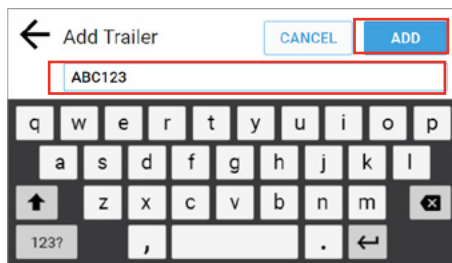 Add Trailer CANCEL ADD
ABC123
q w e r t y u i o p
a s d f g h j k l
z x c v b n m
123? , .